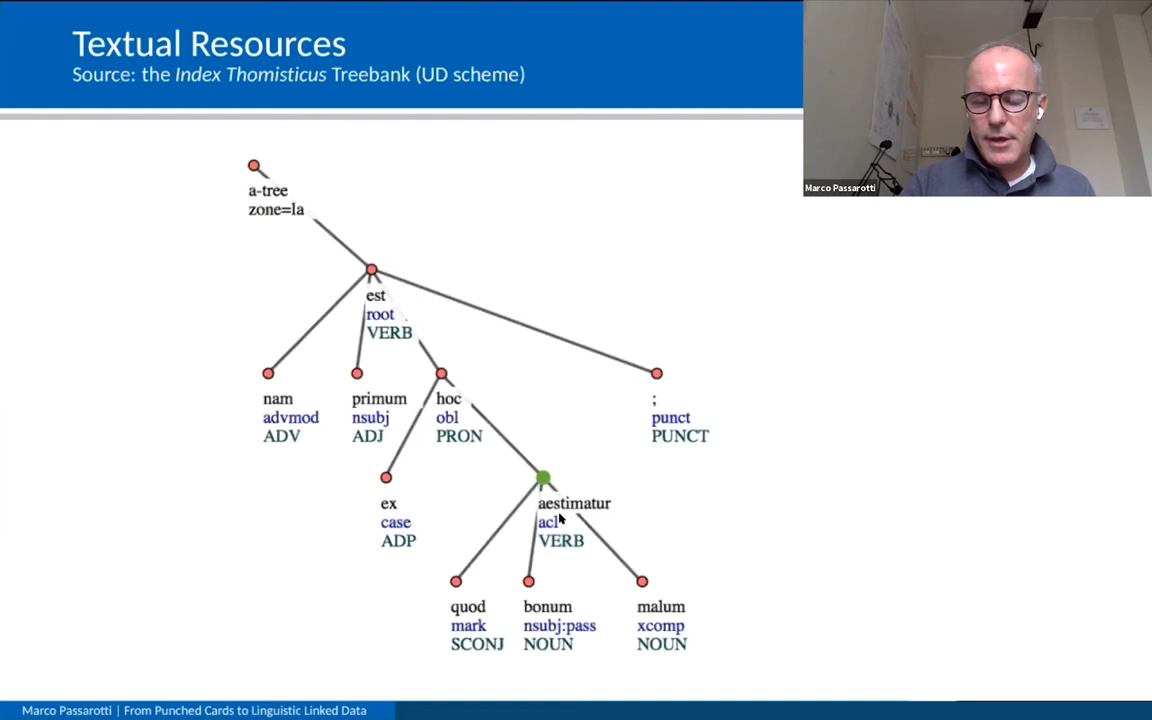 Textual Resources
Source: the Index Thomisticus Treebank (UD scheme)
Marco Passarotti
a-tree
zone=la
est
root
VERB
nam
advmod
ADV
primum
nsubj
ADJ
hoc
obl
PRON
;
punct
PUNCT
ex
case
ADP
aestimatur
acl
VERB
quod
mark
SCONJ
bonum
nsubj:pass
NOUN
malum
xcomp
NOUN
Marco Passarotti | From Punched Cards to Linguistic Linked Data